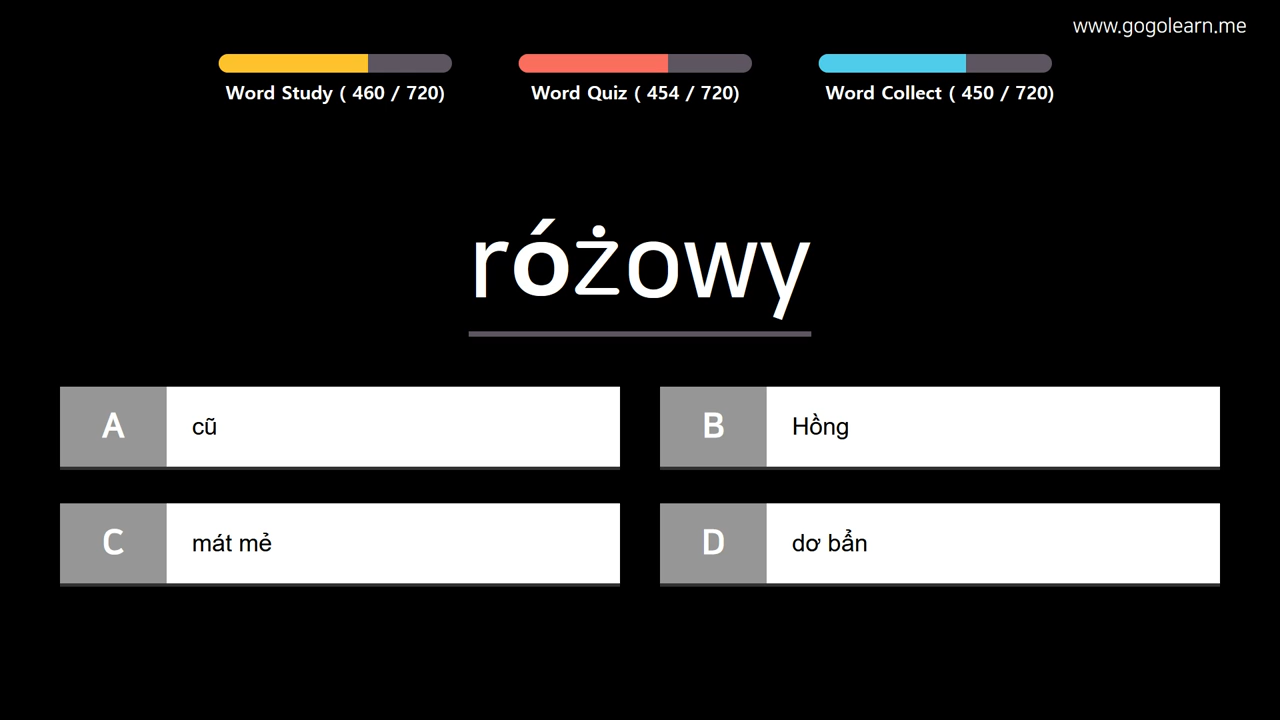 www.gogolearn.me
Word Study ( 460 / 720)
Word Quiz ( 454 / 720)
Word Collect ( 450 / 720)
różowy
A cũ
B Hồng
C mát mẻ
D dơ bẩn